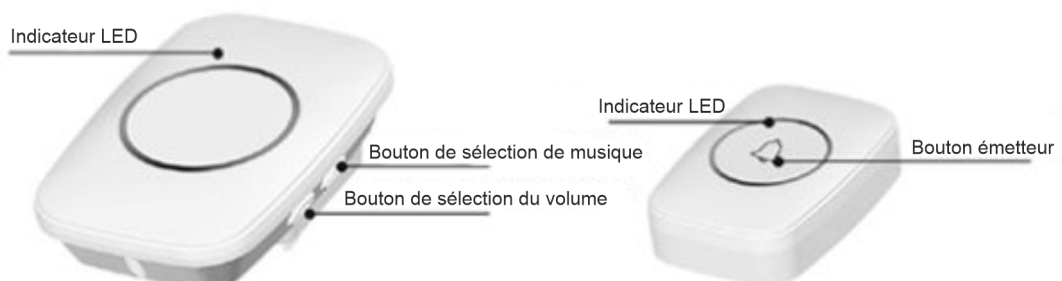 Indicateur LED
Bouton de sélection de musique
Bouton de sélection du volume
Indicateur LED
Bouton émetteur